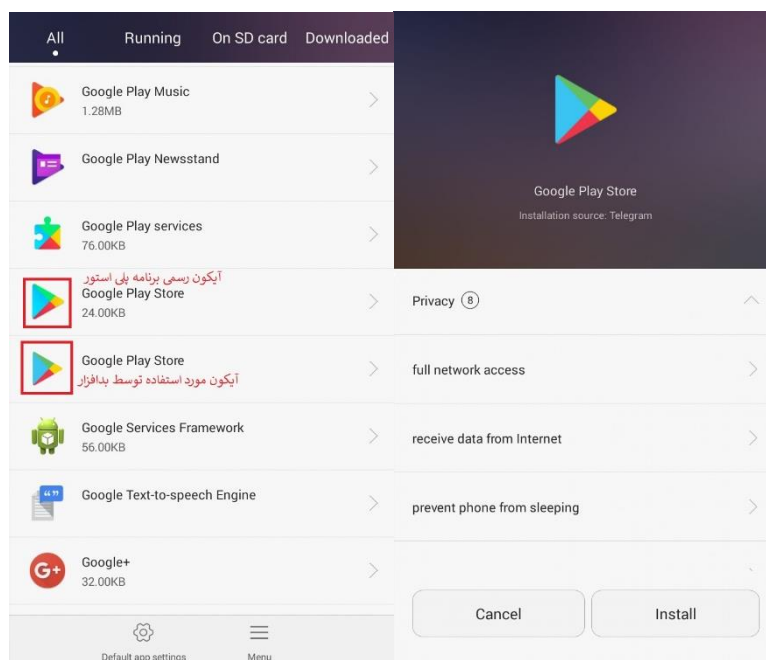 All
Running
On SD card
Downloaded
Google Play Music
1.28MB
Google Play Newsstand
Google Play services
76.00KB
آیکون رسمی برنامه پلی استور
Google Play Store
24.00KB
Google Play Store
آیکون مورد استفاده توسط بدافزار
Google Services Framework
56.00KB
Google Text-to-speech Engine
Google+
32.00KB
Default app settings
Menu
Google Play Store
Installation source: Telegram
Privacy 8
full network access
receive data from Internet
prevent phone from sleeping
Cancel
Install